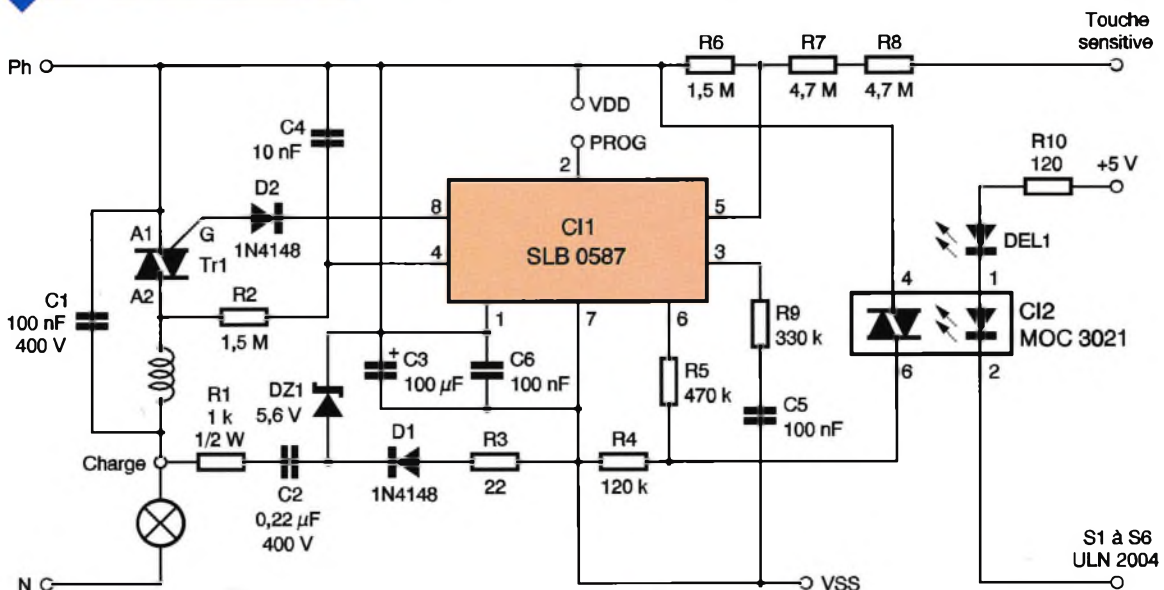 Touche
sensitive
Ph
R6
1,5 M
R7
4,7 M
R8
4,7 M
VDD
PROG
2
C4
10 nF
R10
120
+5 V
D2
1N4148
8
CI1
SLB 0587
5
A1
G
Tr1
A2
4
3
DEL1
4
1
C1
100 nF
400 V
R2
1,5 M
1
7
6
R9
330 k
CI2
MOC 3021
6
2
C3
+
100 µF
C6
100 nF
R5
470 k
DZ1
5,6 V
R1
1 k
1/2 W
C5
100 nF
D1
1N4148
R3
22
R4
120 k
Charge
C2
0,22 µF
400 V
S1 à S6
ULN 2004
N
VSS